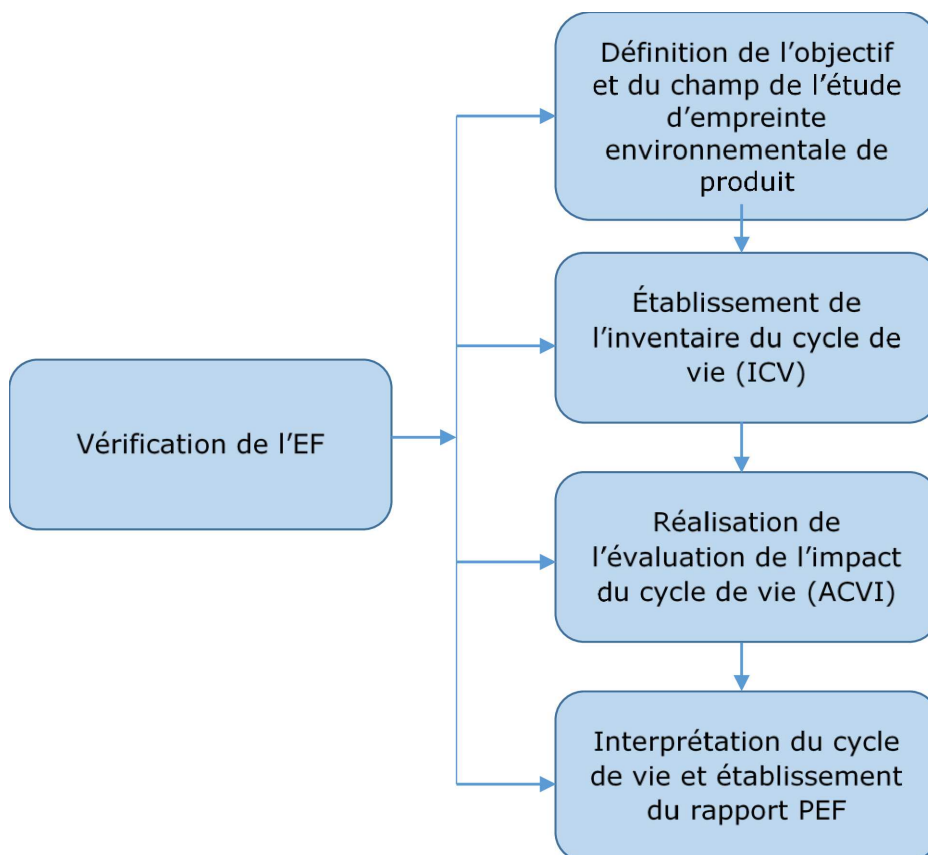 Définition de l’objectif
et du champ de l’étude
d’empreinte
environnementale de
produit
Établissement de
l’inventaire du cycle de
vie (ICV)
Vérification de l’EF
Réalisation de
l’évaluation de l’impact
du cycle de vie (ACVI)
Interprétation du cycle
de vie et établissement
du rapport PEF